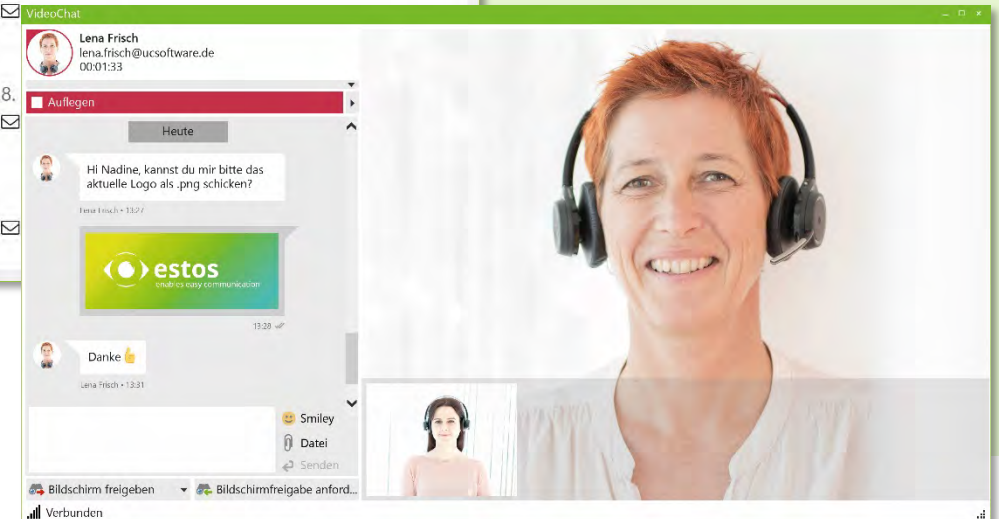 VideoChat
Lena Frisch
lena.frisch@ucsoftware.de
00:01:33
8.
Auflegen
Heute
Hi Nadine, kannst du mir bitte das
aktuelle Logo als .png schicken?
Lena Frisch • 13:27
estos
enables easy communication
13:28
Danke
Lena Frisch • 13:31
Smiley
Datei
Senden
Bildschirm freigeben
Bildschirmfreigabe anford...
Verbunden